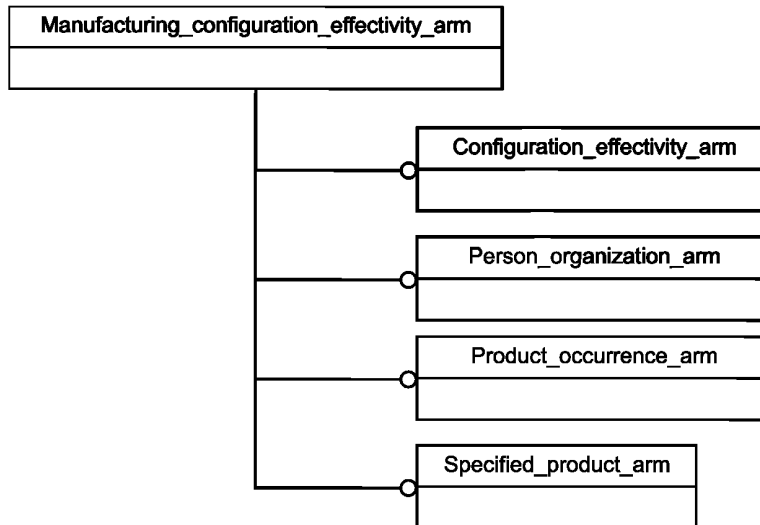 Manufacturing_configuration_effectivity_arm
Configuration_effectivity_arm
Person_organization_arm
Product_occurrence_arm
Specified_product_arm